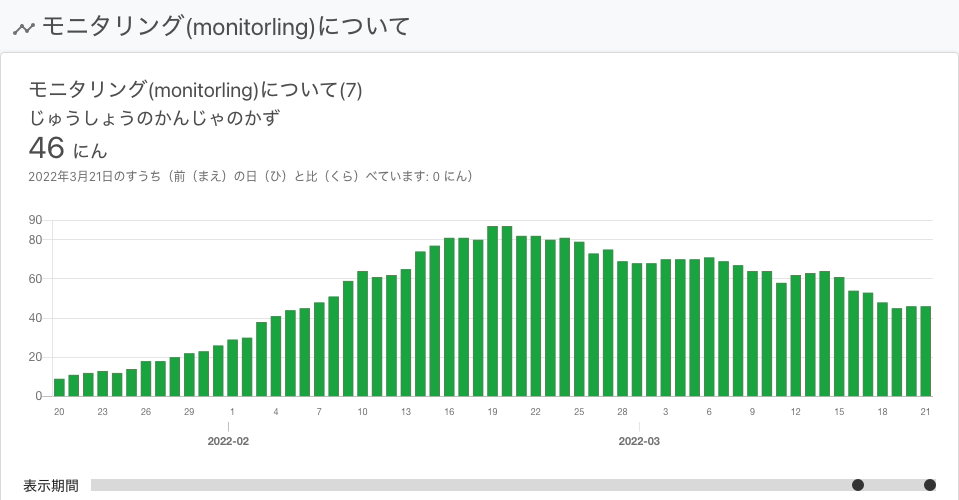 モニタリング(monitorling)について
モニタリング(monitorling)について(7)
じゅうしょうのかんじゃのかず
46 にん
2022年3月21日のすうち（前（まえ）の日（ひ）と比（くら）べています: 0 にん）
90
80
60
40
20
0
20 23 26 29 1 4 7 10 13 16 19 22 25 28 3 6 9 12 15 18 21
2022-02 2022-03
表示期間